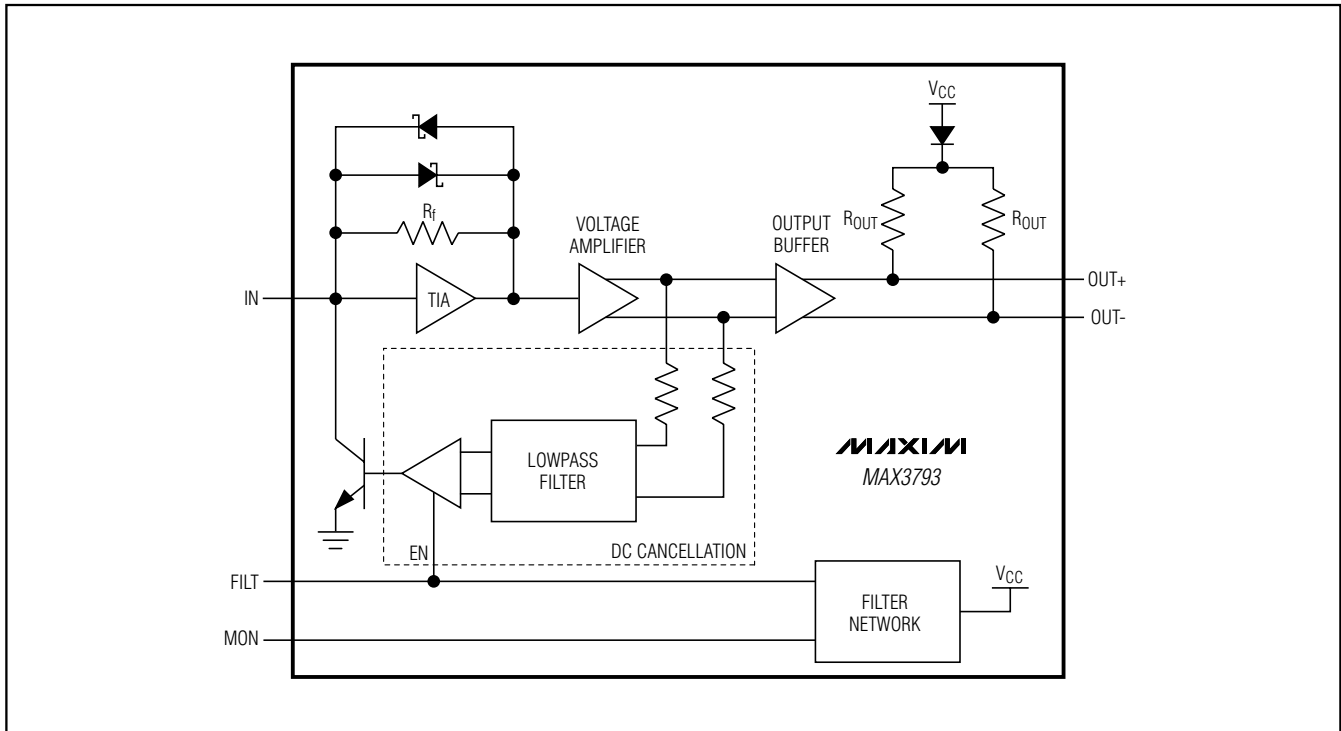 VCC
Rf
VOLTAGE
AMPLIFIER
OUTPUT
BUFFER
ROUT
ROUT
IN
TIA
OUT+
OUT-
LOWPASS
FILTER
MAXIM
MAX3793
EN
DC CANCELLATION
FILT
MON
FILTER
NETWORK
VCC